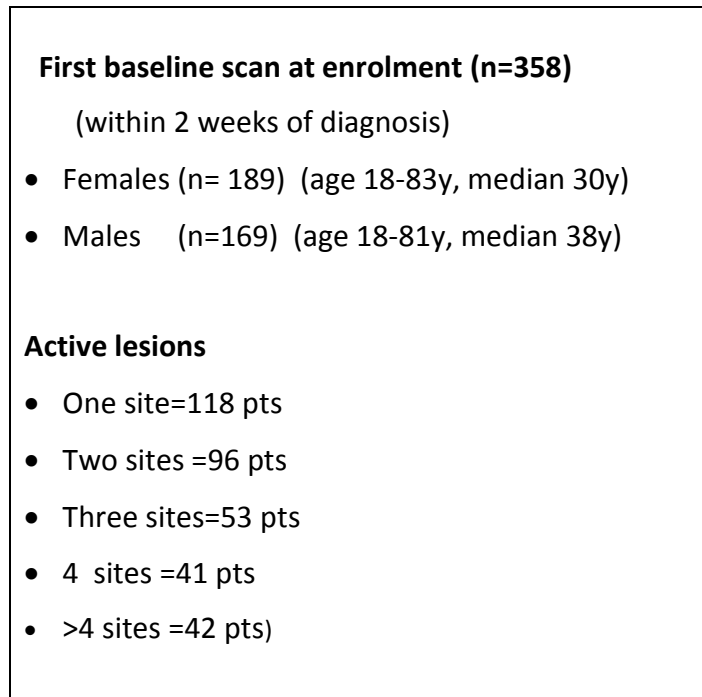 First baseline scan at enrolment (n=358)
(within 2 weeks of diagnosis)
• Females (n= 189) (age 18-83y, median 30y)
• Males (n=169) (age 18-81y, median 38y)
Active lesions
• One site=118 pts
• Two sites =96 pts
• Three sites=53 pts
• 4 sites =41 pts
• >4 sites =42 pts)